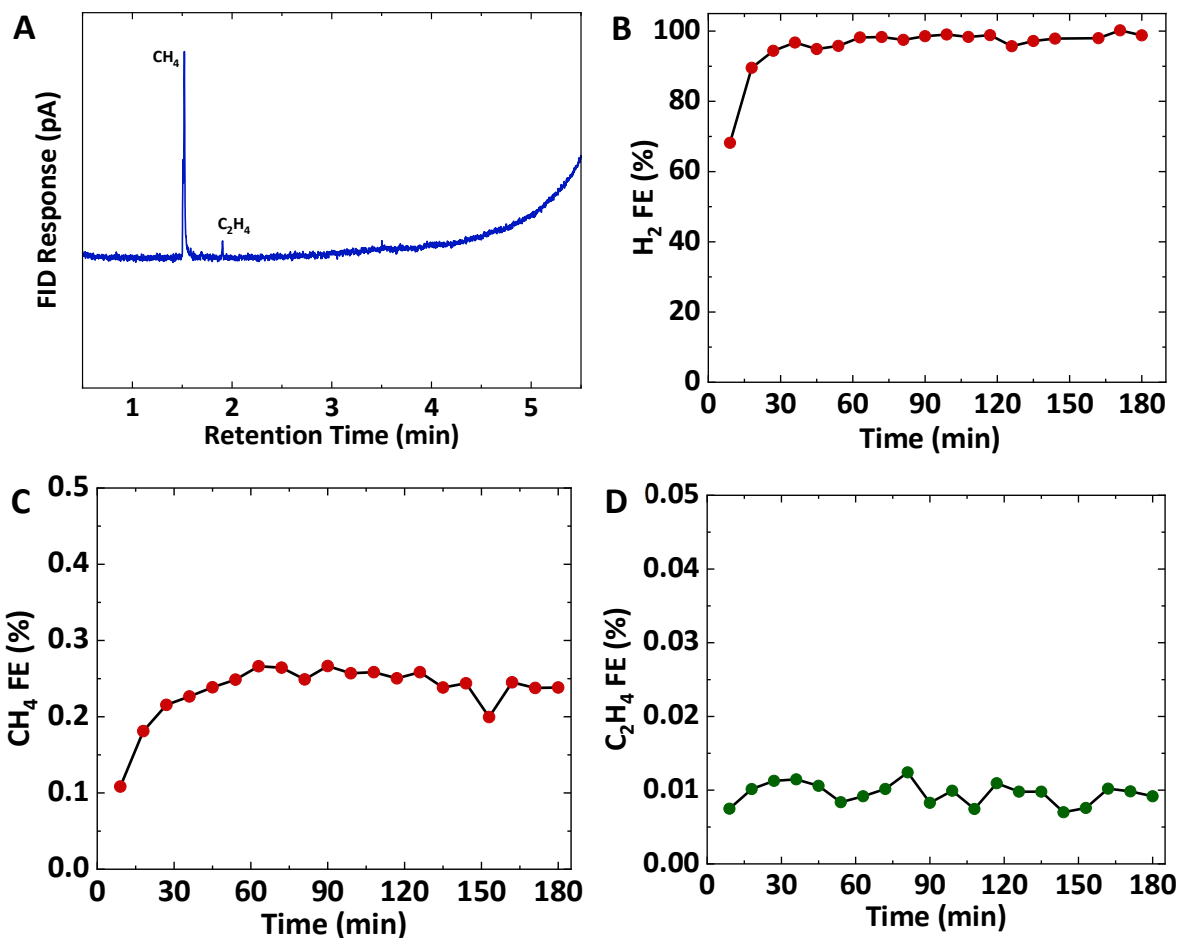 A
CH₄
C₂H₄
FID Response (pA)
1 2 3 4 5
Retention Time (min)
B
100
80
60
40
20
0
H₂ FE (%)
0 30 60 90 120 150 180
Time (min)
C
0.5
0.4
0.3
0.2
0.1
0.0
CH₄ FE (%)
0 30 60 90 120 150 180
Time (min)
D
0.05
0.04
0.03
0.02
0.01
0.00
C₂H₄ FE (%)
0 30 60 90 120 150 180
Time (min)